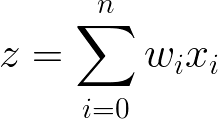 z = \sum_{i=0}^{n} w_i x_i